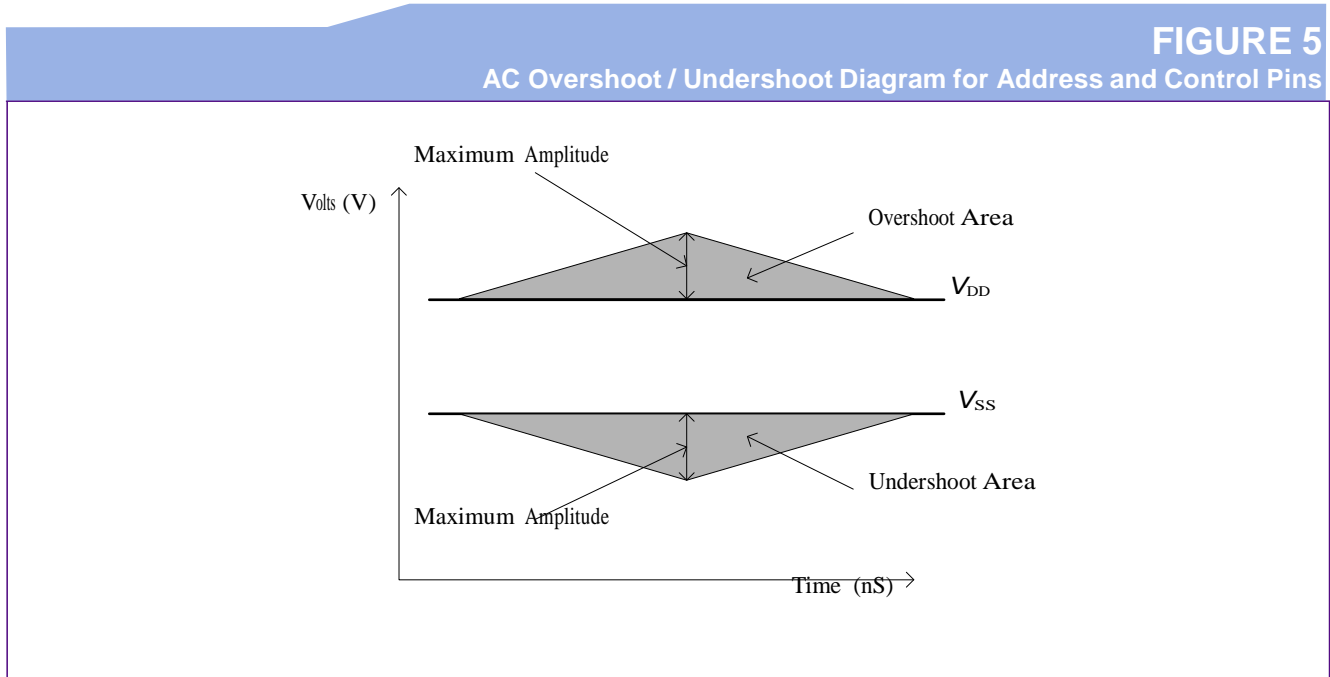 FIGURE 5
AC Overshoot / Undershoot Diagram for Address and Control Pins
Maximum Amplitude
Volts (V)
Overshoot Area
VDD
VSS
Undershoot Area
Maximum Amplitude
Time (nS)